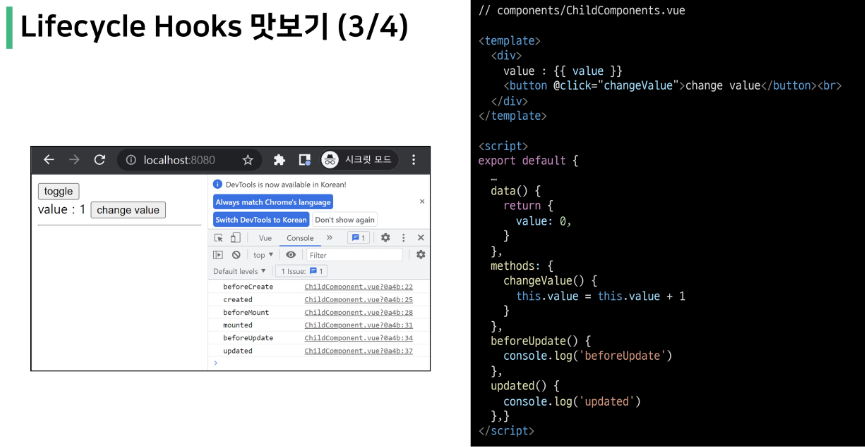 Lifecycle Hooks 맛보기 (3/4)
localhost:8080
시크릿 모드
toggle
value : 1 change value
DevTools is now available in Korean!
Always match Chrome's language
Switch DevTools to Korean Don't show again
Vue Console » 1
top ▼ Filter
Default levels ▼ 1 Issue: 1
beforeCreate ChildComponent.vue?0a4b:22
created ChildComponent.vue?0a4b:25
beforeMount ChildComponent.vue?0a4b:28
mounted ChildComponent.vue?0a4b:31
beforeUpdate ChildComponent.vue?0a4b:34
updated ChildComponent.vue?0a4b:37
>
// components/ChildComponents.vue
<template>
<div>
value : {{ value }}
<button @click="changeValue">change value</button><br>
</div>
</template>
<script>
export default {
…
data() {
return {
value: 0,
}
},
methods: {
changeValue() {
this.value = this.value + 1
}
},
beforeUpdate() {
console.log('beforeUpdate')
},
updated() {
console.log('updated')
},}
</script>